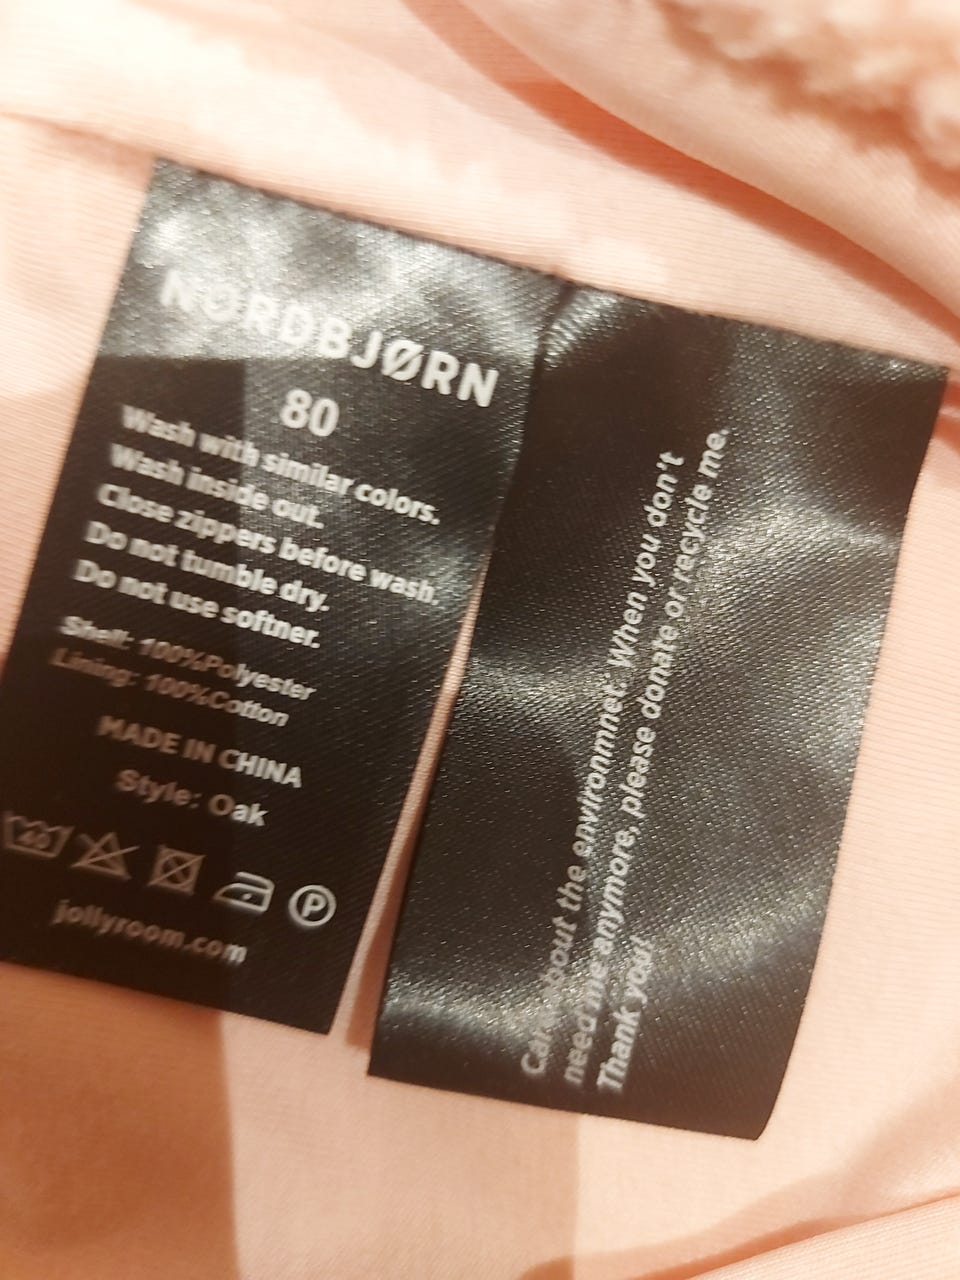 NORDBJØRN
80
Wash with similar colors.
Wash inside out.
Close zippers before wash.
Do not tumble dry.
Do not use softner.
Shell: 100%Polyester
Lining: 100%Cotton
MADE IN CHINA
Style: Oak
40
P
jollyroom.com
Care about the environmnet. When you don't
need me anymore, please donate or recycle me.
Thank you!